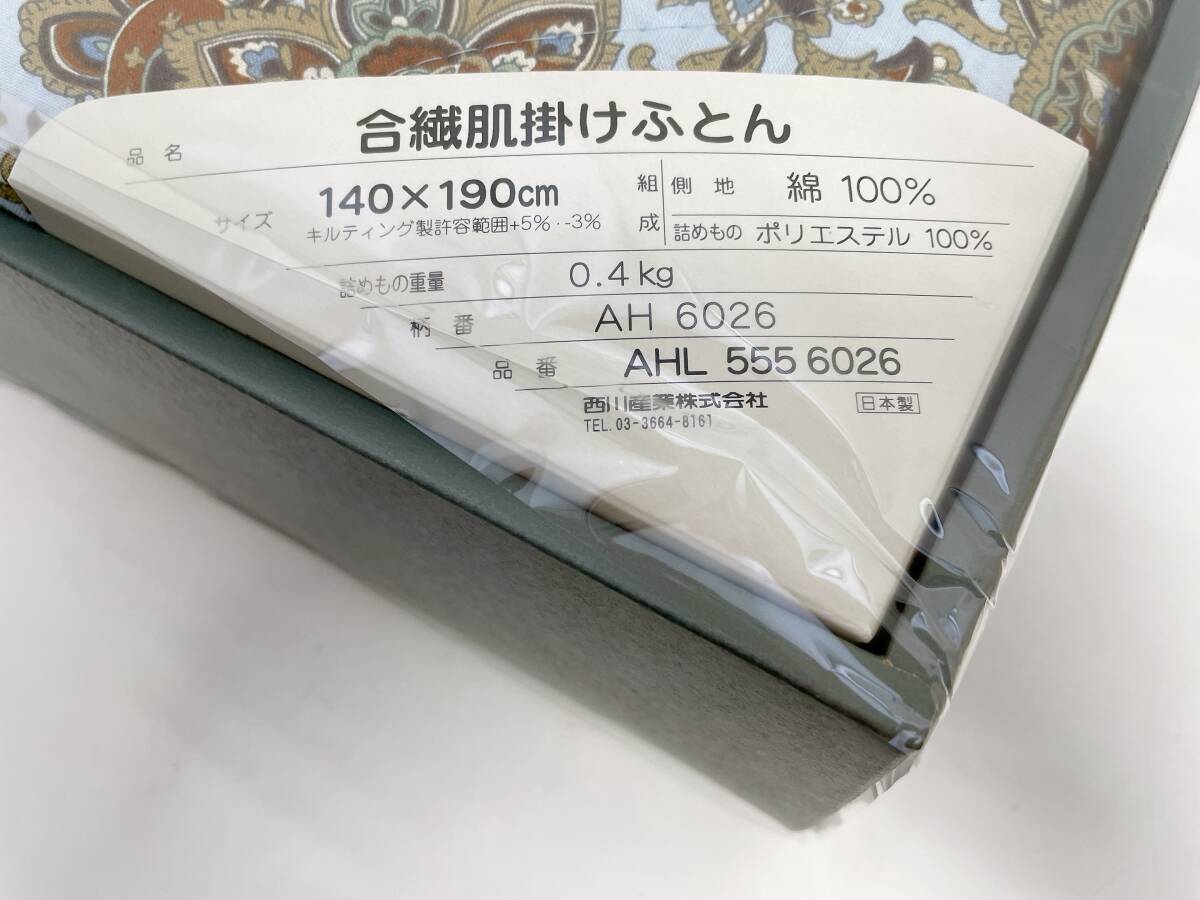 品名 合繊肌掛けふとん
サイズ 140×190cm
キルティング製許容範囲+5%・-3%
組成 側地 綿 100%
詰めもの ポリエステル 100%
詰めもの重量 0.4kg
柄番 AH 6026
品番 AHL 555 6026
西川産業株式会社 日本製
TEL.03-3664-8161